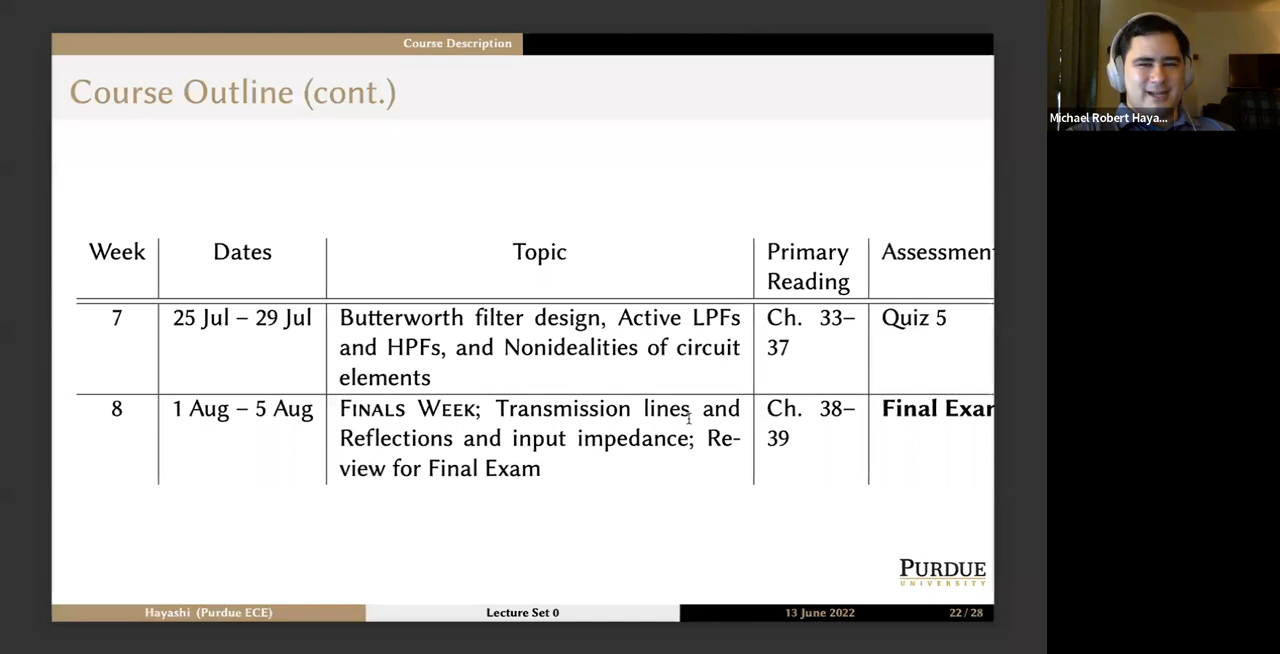 Course Description
Course Outline (cont.)
Michael Robert Haya...
Week Dates Topic Primary Reading Assessmen
7 25 Jul – 29 Jul Butterworth filter design, Active LPFs Ch. 33– Quiz 5
and HPFs, and Nonidealities of circuit 37
elements
8 1 Aug – 5 Aug FINALS WEEK; Transmission lines and Ch. 38– Final Exar
Reflections and input impedance; Re- 39
view for Final Exam
PURDUE
UNIVERSITY
Hayashi (Purdue ECE) Lecture Set 0 13 June 2022 22 / 28